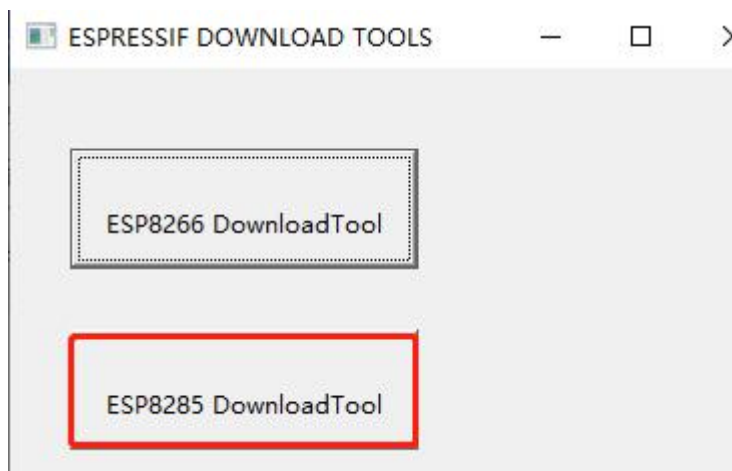 ESPRESSIF DOWNLOAD TOOLS
ESP8266 DownloadTool
ESP8285 DownloadTool